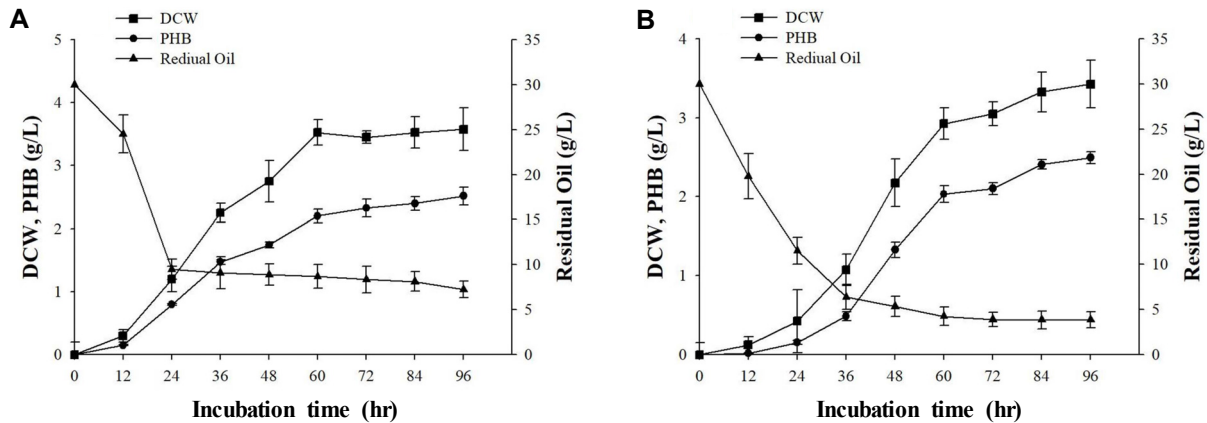 A
DCW
PHB
Rediual Oil
5
4
3
2
1
0
DCW, PHB (g/L)
35
30
25
20
15
10
5
0
Residual Oil (g/L)
0 12 24 36 48 60 72 84 96
Incubation time (hr)
B
DCW
PHB
Rediual Oil
4
3
2
1
0
DCW, PHB (g/L)
35
30
25
20
15
10
5
0
Residual Oil (g/L)
0 12 24 36 48 60 72 84 96
Incubation time (hr)